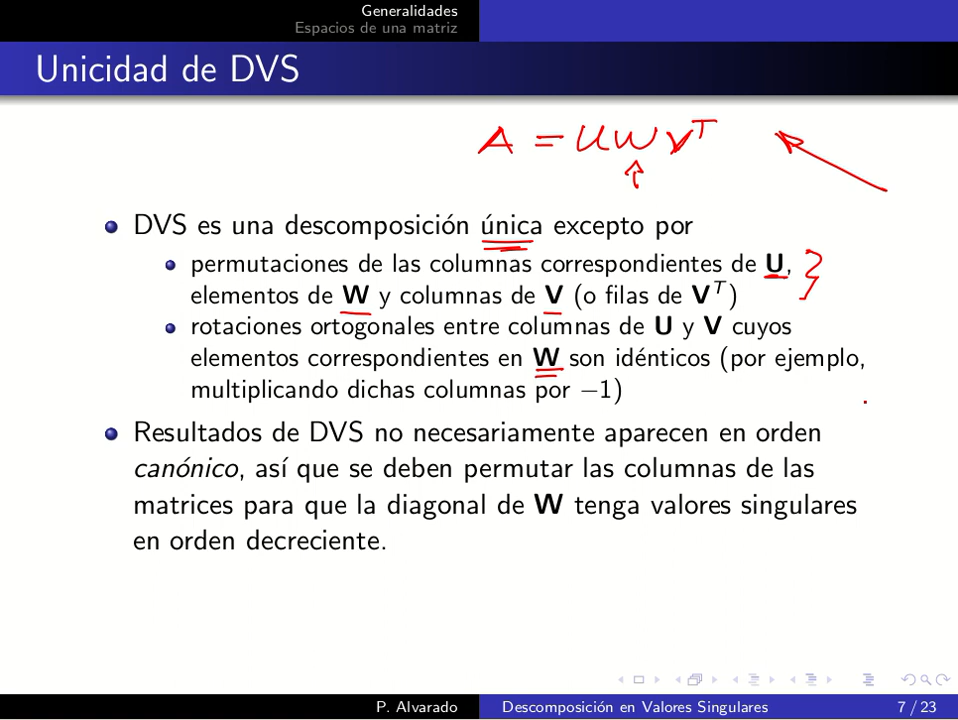 Generalidades
Espacios de una matriz
Unicidad de DVS
A = U W V^T
DVS es una descomposición única excepto por
permutaciones de las columnas correspondientes de U,
elementos de W y columnas de V (o filas de V^T)
rotaciones ortogonales entre columnas de U y V cuyos
elementos correspondientes en W son idénticos (por ejemplo,
multiplicando dichas columnas por −1)
Resultados de DVS no necesariamente aparecen en orden
canónico, así que se deben permutar las columnas de las
matrices para que la diagonal de W tenga valores singulares
en orden decreciente.
P. Alvarado Descomposición en Valores Singulares 7 / 23